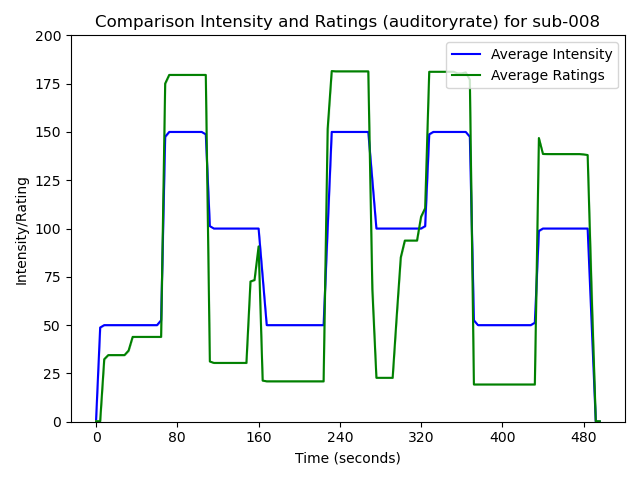 Comparison Intensity and Ratings (auditoryrate) for sub-008
Average Intensity
Average Ratings
Intensity/Rating
200
175
150
125
100
75
50
25
0
0 80 160 240 320 400 480
Time (seconds)